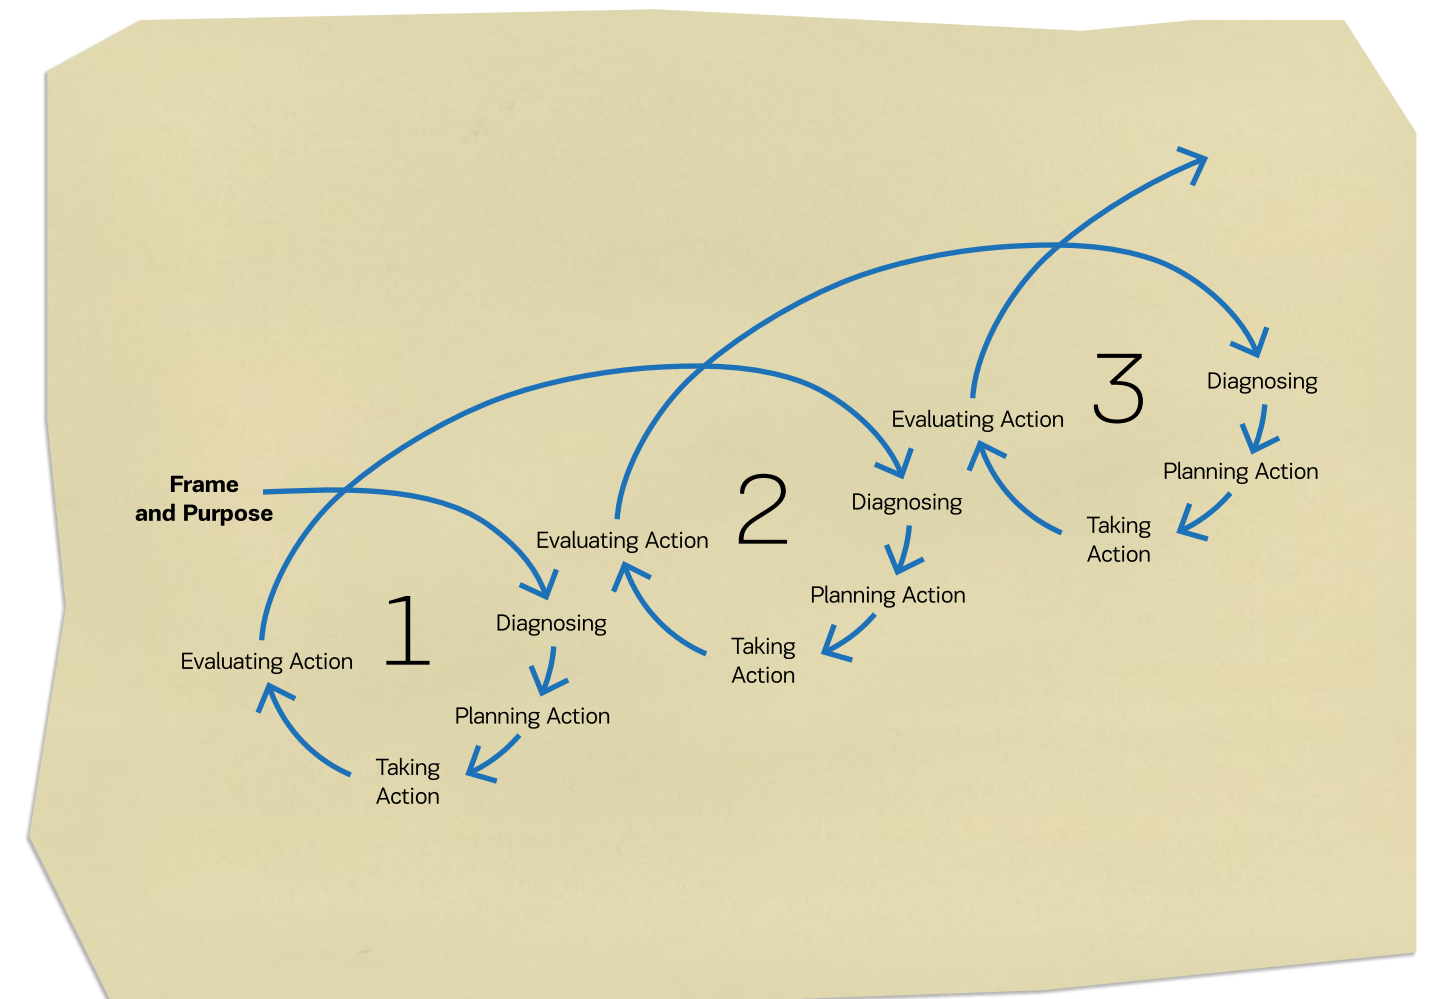 Frame
and Purpose
1
Diagnosing
Planning Action
Taking
Action
Evaluating Action
2
Diagnosing
Planning Action
Taking
Action
Evaluating Action
3
Diagnosing
Planning Action
Taking
Action
Evaluating Action